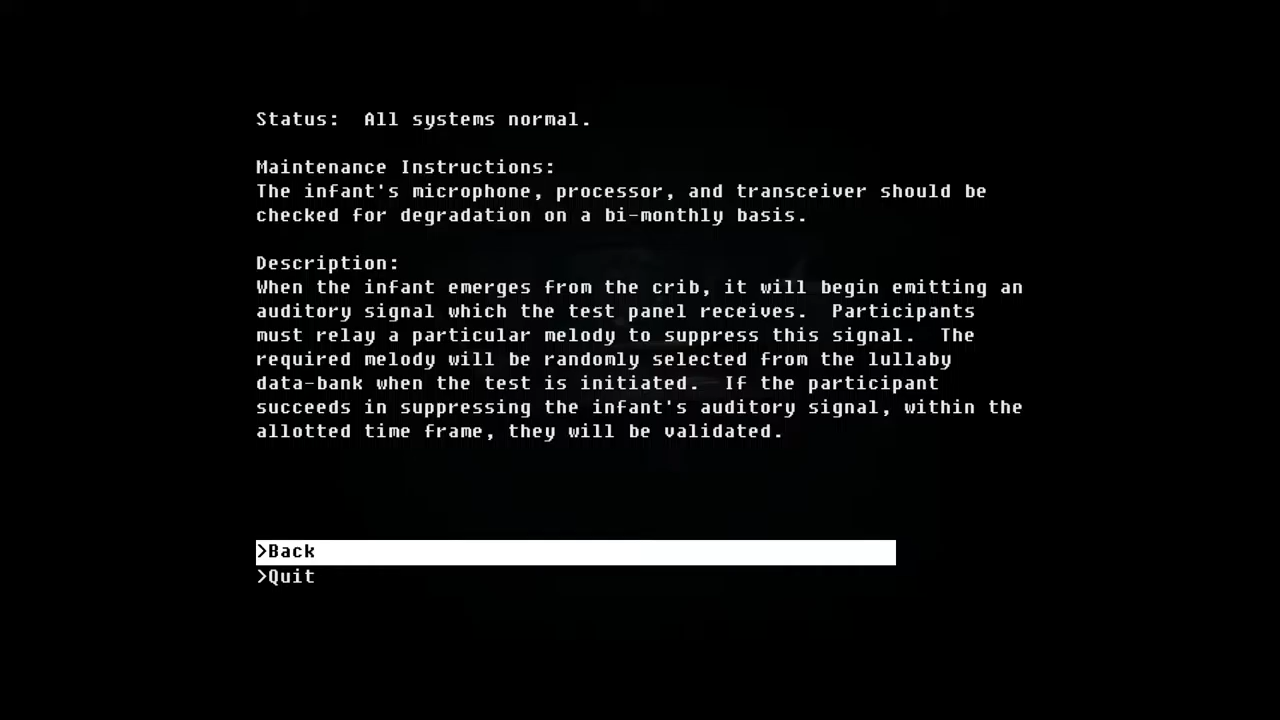 Status:  All systems normal.
Maintenance Instructions:
The infant's microphone, processor, and transceiver should be
checked for degradation on a bi-monthly basis.
Description:
When the infant emerges from the crib, it will begin emitting an
auditory signal which the test panel receives.  Participants
must relay a particular melody to suppress this signal.  The
required melody will be randomly selected from the lullaby
data-bank when the test is initiated.  If the participant
succeeds in suppressing the infant's auditory signal, within the
allotted time frame, they will be validated.
>Back
>Quit